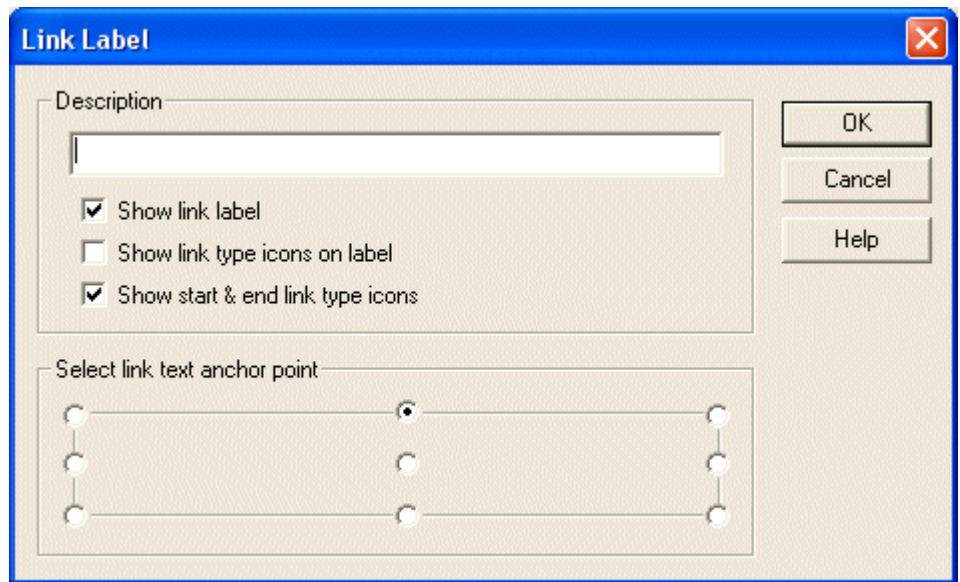 Link Label
Description
OK
Cancel
Show link label
Help
Show link type icons on label
Show start & end link type icons
Select link text anchor point